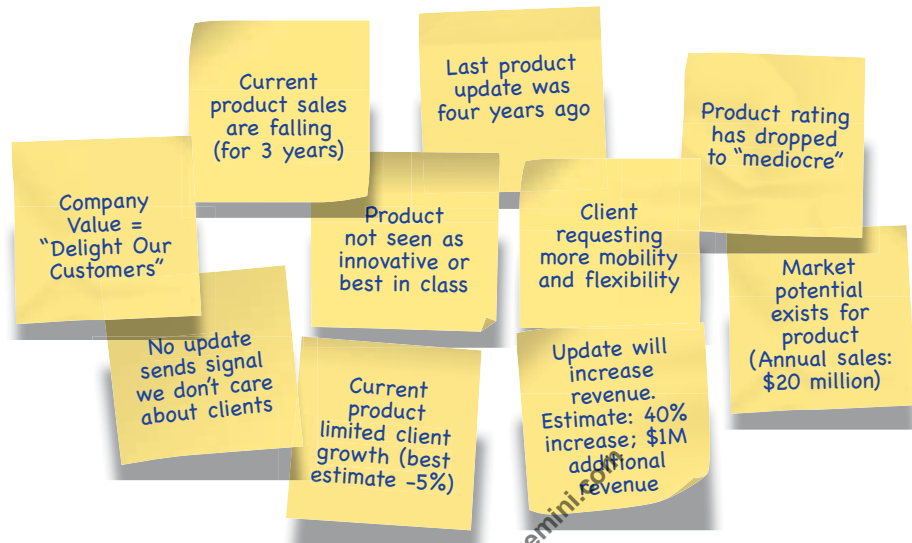 Current
product sales
are falling
(for 3 years)
Last product
update was
four years ago
Product rating
has dropped
to “mediocre”
Company
Value =
“Delight Our
Customers”
Product
not seen as
innovative or
best in class
Client
requesting
more mobility
and flexibility
Market
potential
exists for
product
(Annual sales:
$20 million)
No update
sends signal
we don’t care
about clients
Current
product
limited client
growth (best
estimate -5%)
Update will
increase
revenue.
Estimate: 40%
increase; $1M
additional
revenue
emini.com